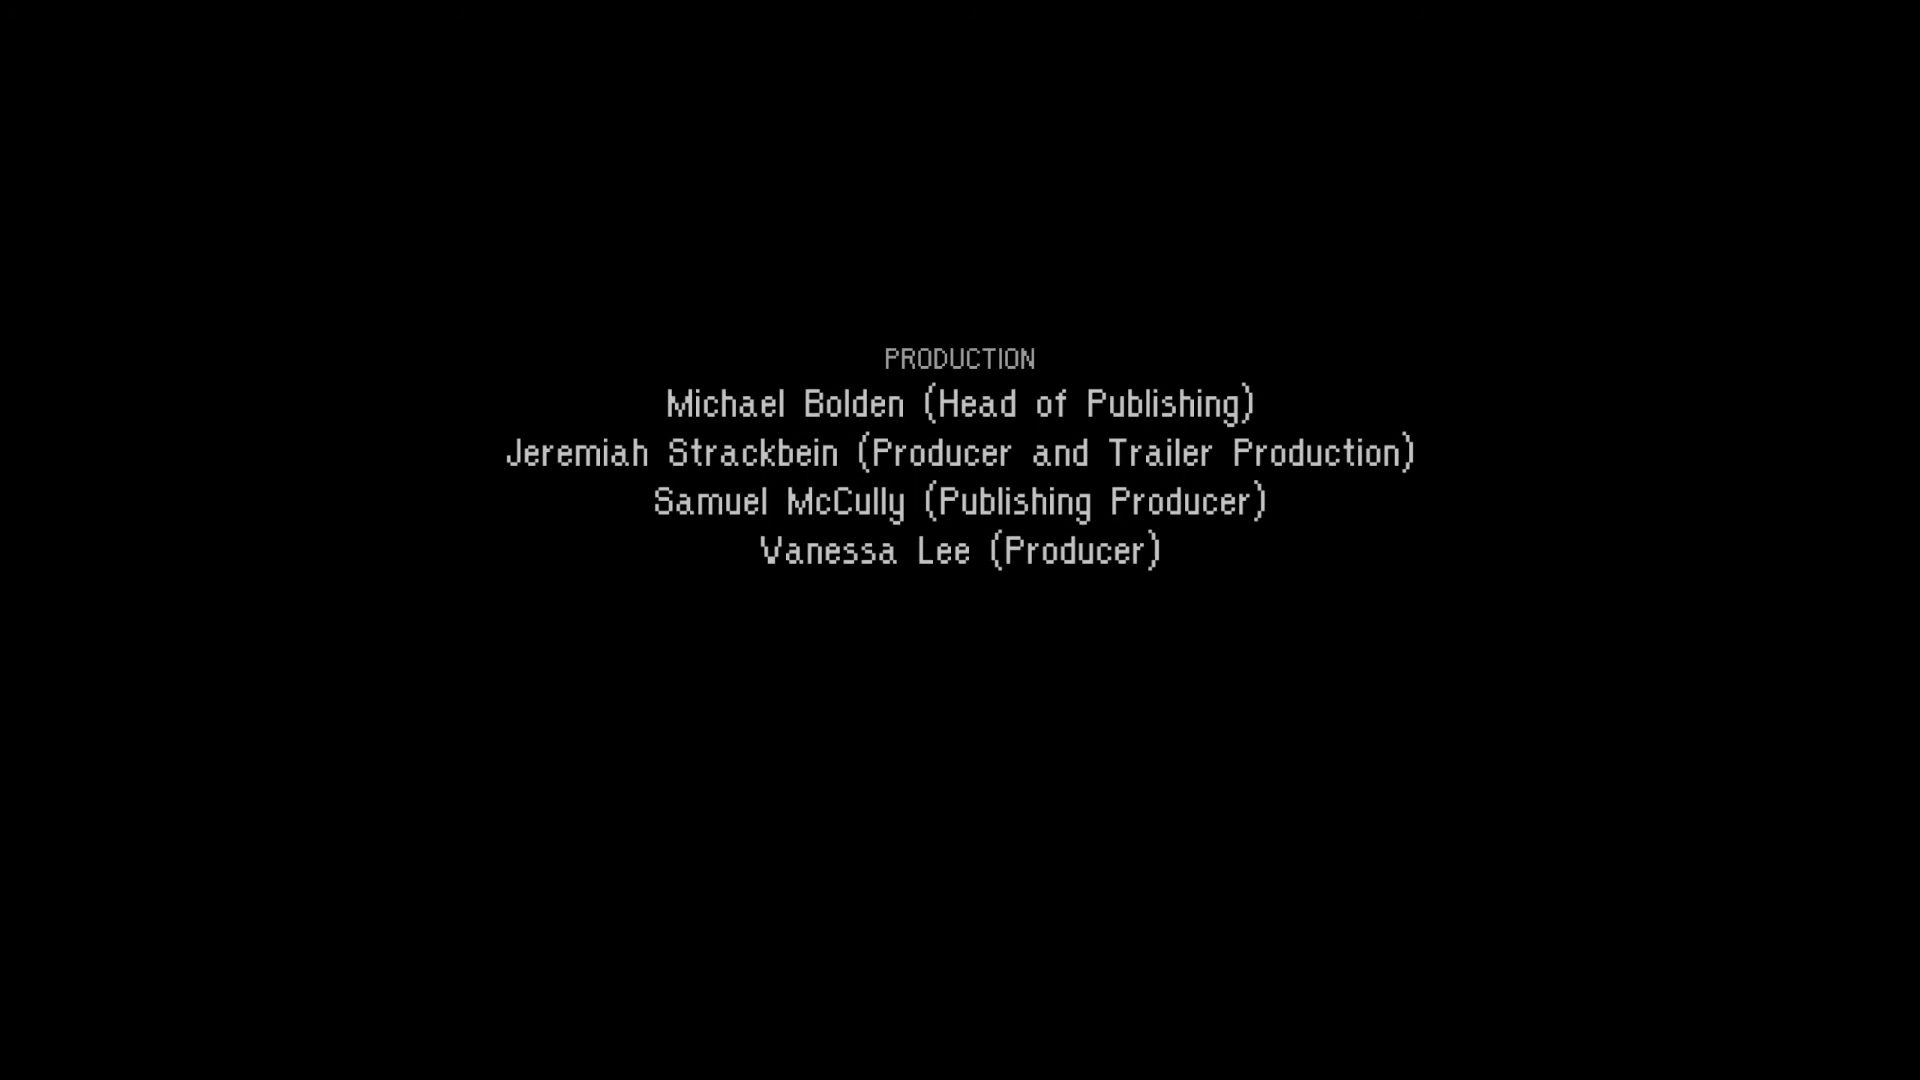 PRODUCTION
Michael Bolden (Head of Publishing)
Jeremiah Strackbein (Producer and Trailer Production)
Samuel McCully (Publishing Producer)
Vanessa Lee (Producer)